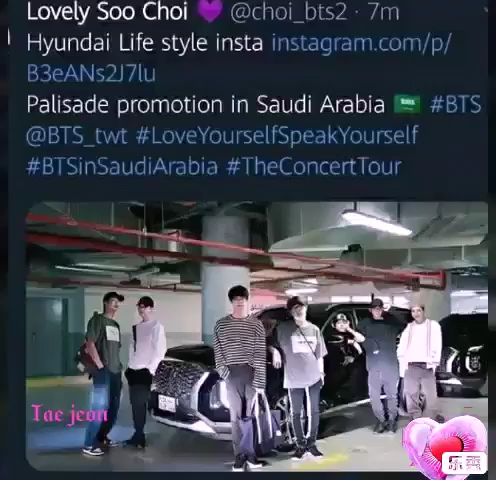 Lovely Soo Choi 💜 @choi_bts2 · 7m
Hyundai Life style insta instagram.com/p/
B3eANs2J7lu
Palisade promotion in Saudi Arabia 🇸🇦 #BTS
@BTS_twt #LoveYourselfSpeakYourself
#BTSinSaudiArabia #TheConcertTour
Tae jeon